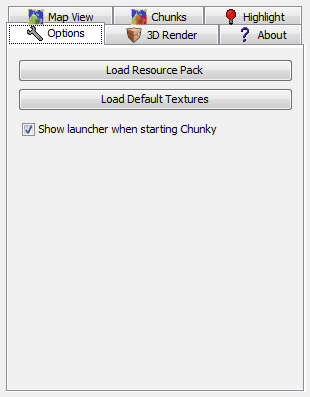 Map View Chunks Highlight
Options 3D Render About
Load Resource Pack
Load Default Textures
Show launcher when starting Chunky